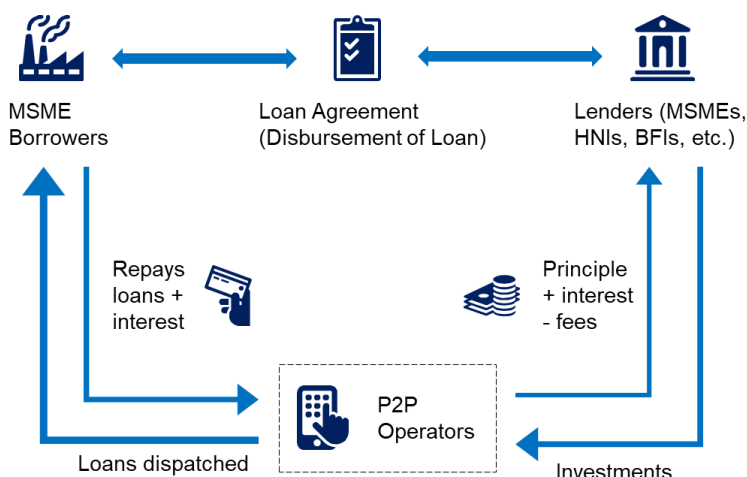 MSME
Borrowers
Loan Agreement
(Disbursement of Loan)
Lenders (MSMEs,
HNIs, BFIs, etc.)
Repays
loans +
interest
Principle
+ interest
- fees
P2P
Operators
Loans dispatched
Investments